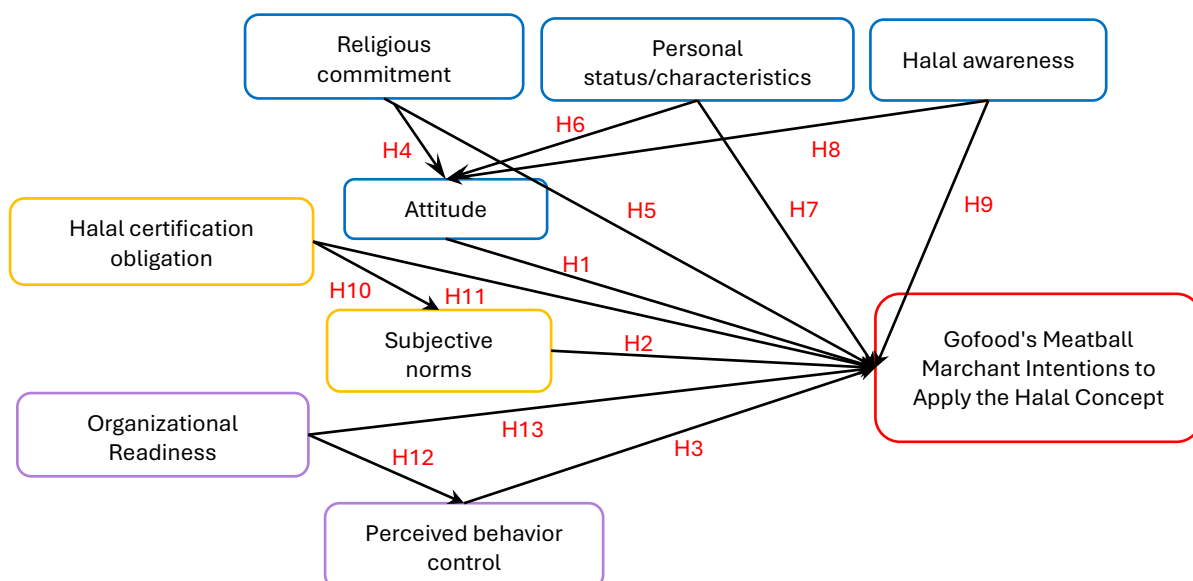 Religious
commitment
Personal
status/characteristics
Halal awareness
H6
H4
H8
Attitude
H5
H7
H9
Halal certification
obligation
H1
H10
H11
Subjective
norms
H2
Gofood's Meatball
Marchant Intentions to
Apply the Halal Concept
Organizational
Readiness
H13
H12
H3
Perceived behavior
control